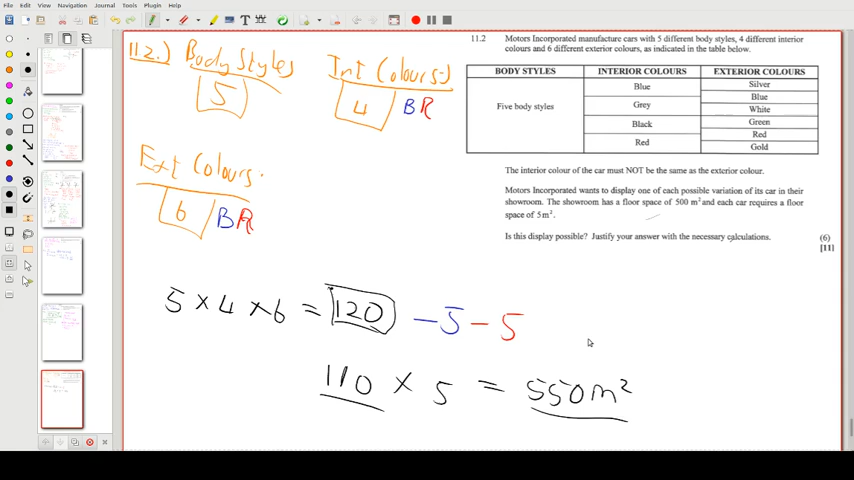 File Edit View Navigation Journal Tools Plugin Help
11.2.) Body Styles
5
Int Colours:)
4 B R
Ext Colours:
6 B R
5 × 4 × 6 = 120 - 5 - 5
110 × 5 = 550m²
11.2 Motors Incorporated manufacture cars with 5 different body styles, 4 different interior
colours and 6 different exterior colours, as indicated in the table below.
BODY STYLES INTERIOR COLOURS EXTERIOR COLOURS
Five body styles
Blue
Grey
Black
Red
Silver
Blue
White
Green
Red
Gold
The interior colour of the car must NOT be the same as the exterior colour.
Motors Incorporated wants to display one of each possible variation of its car in their
showroom. The showroom has a floor space of 500 m² and each car requires a floor
space of 5m².
Is this display possible? Justify your answer with the necessary calculations. (6)
[11]